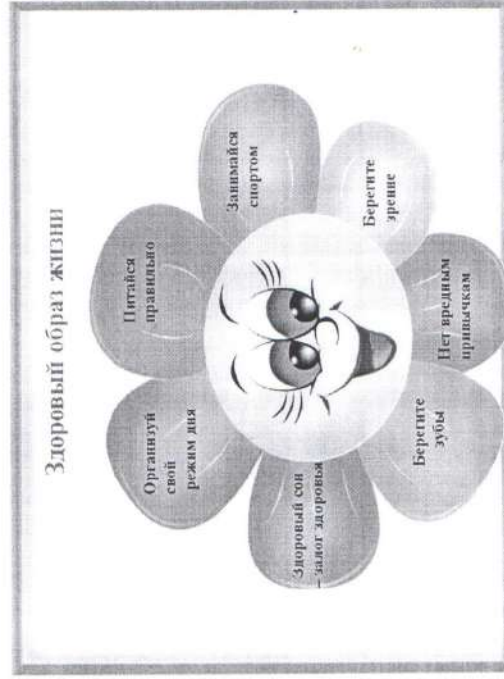 Здоровый образ жизни
Питайся
правильно
Занимайся
спортом
Берегите
зрение
Нет вредным
привычкам
Берегите
зубы
Здоровый сон
– залог здоровья
Организуй
свой
режим дня